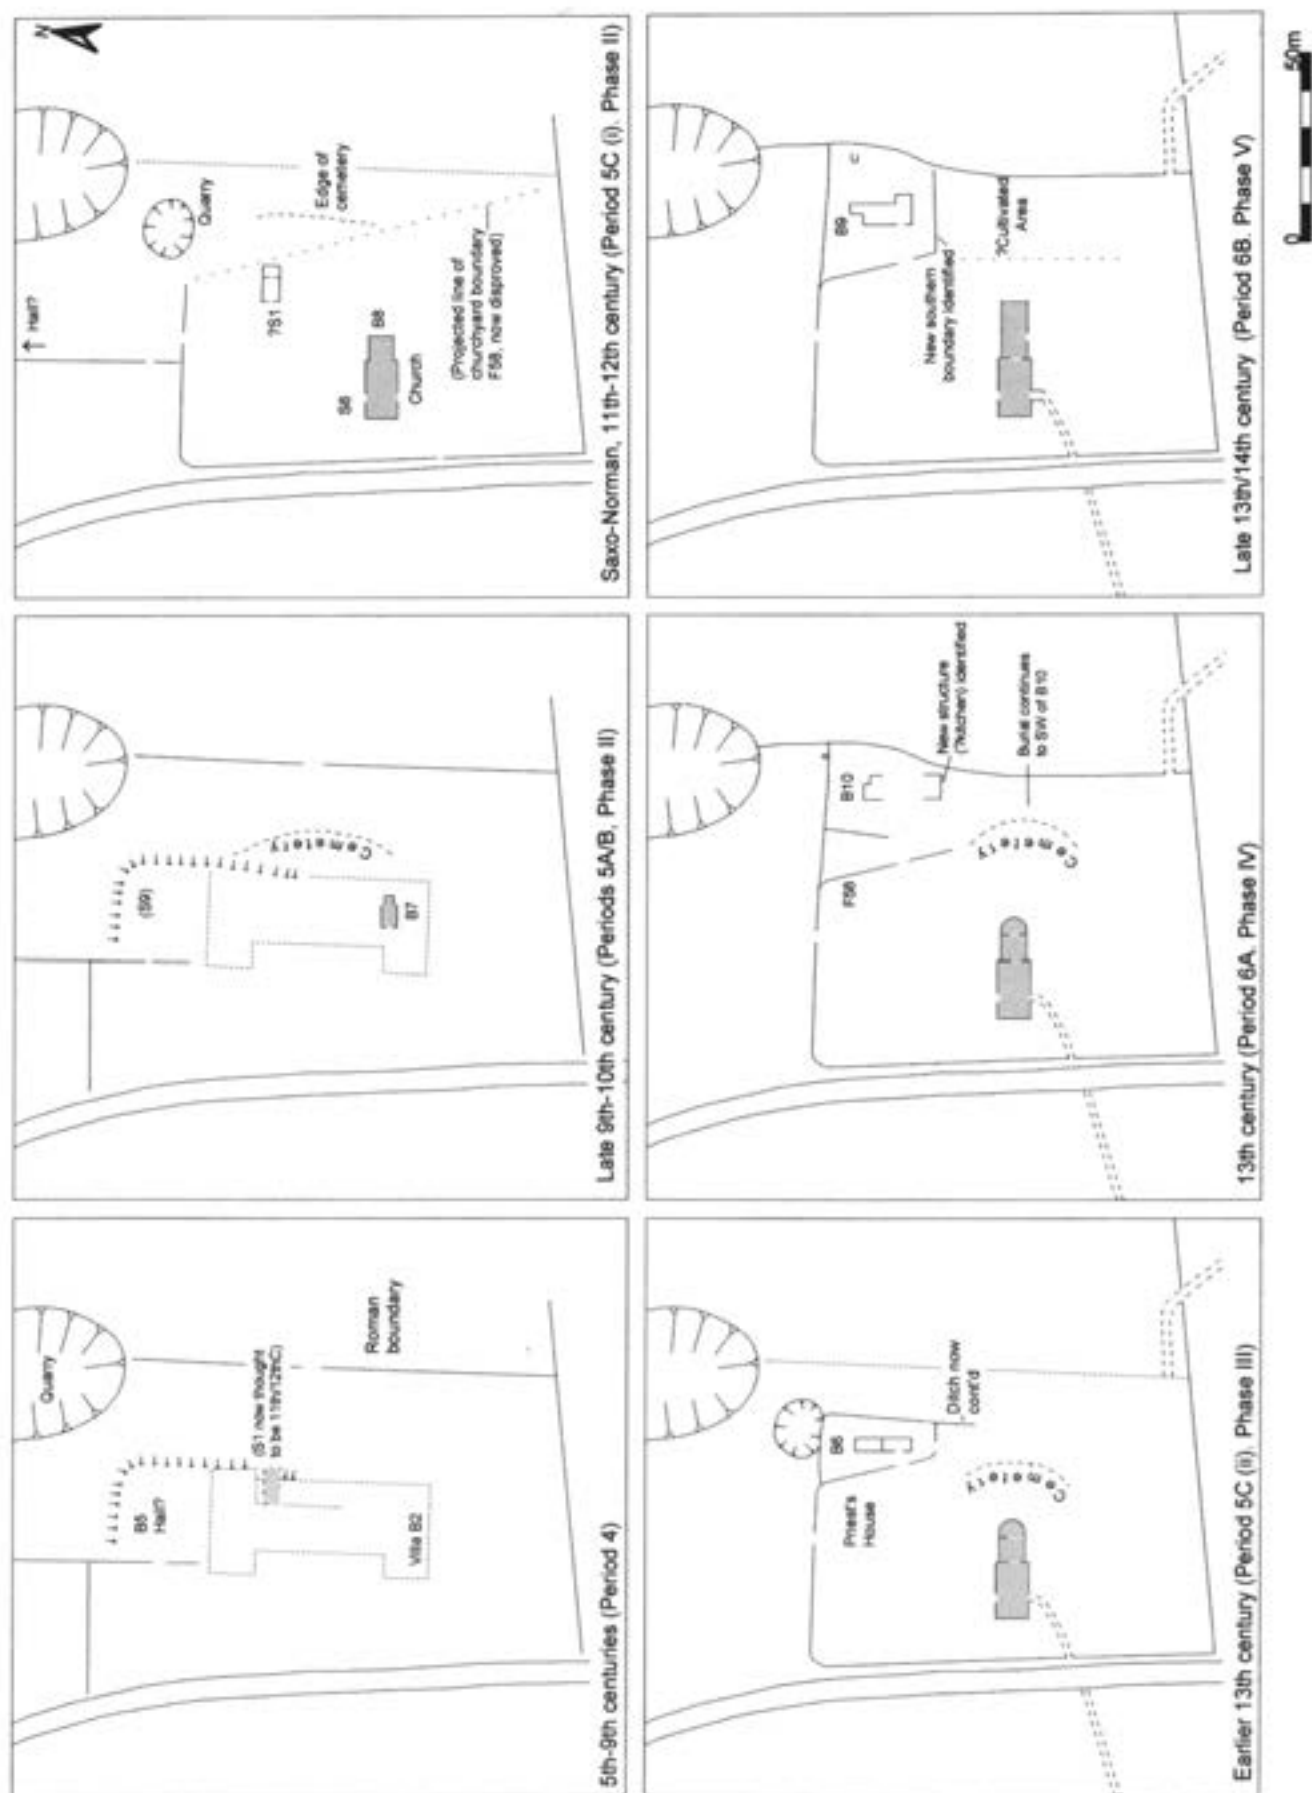 5th-9th centuries (Period 4)
Quarry
B5
Hall?
(S1 now thought
to be 11th/12thC)
Roman
boundary
Villa B2
Late 9th-10th century (Periods 5A/B, Phase II)
(S9)
Cemetery
B7
Saxo-Norman, 11th-12th century (Period 5C (i). Phase II)
N
Hall?
Quarry
?S1
Edge of
cemetery
S6
B8
Church
(Projected line of
churchyard boundary
F58, now disproved)
Earlier 13th century (Period 5C (ii). Phase III)
Priest's
House
B6
Ditch now
cont'd
Cemetery
13th century (Period 6A. Phase IV)
F58
B10
New structure
(?kitchen) identified
Cemetery
Burial continues
to SW of B10
Late 13th/14th century (Period 6B. Phase V)
B9
New southern
boundary identified
?Cultivated
Area
0
50m